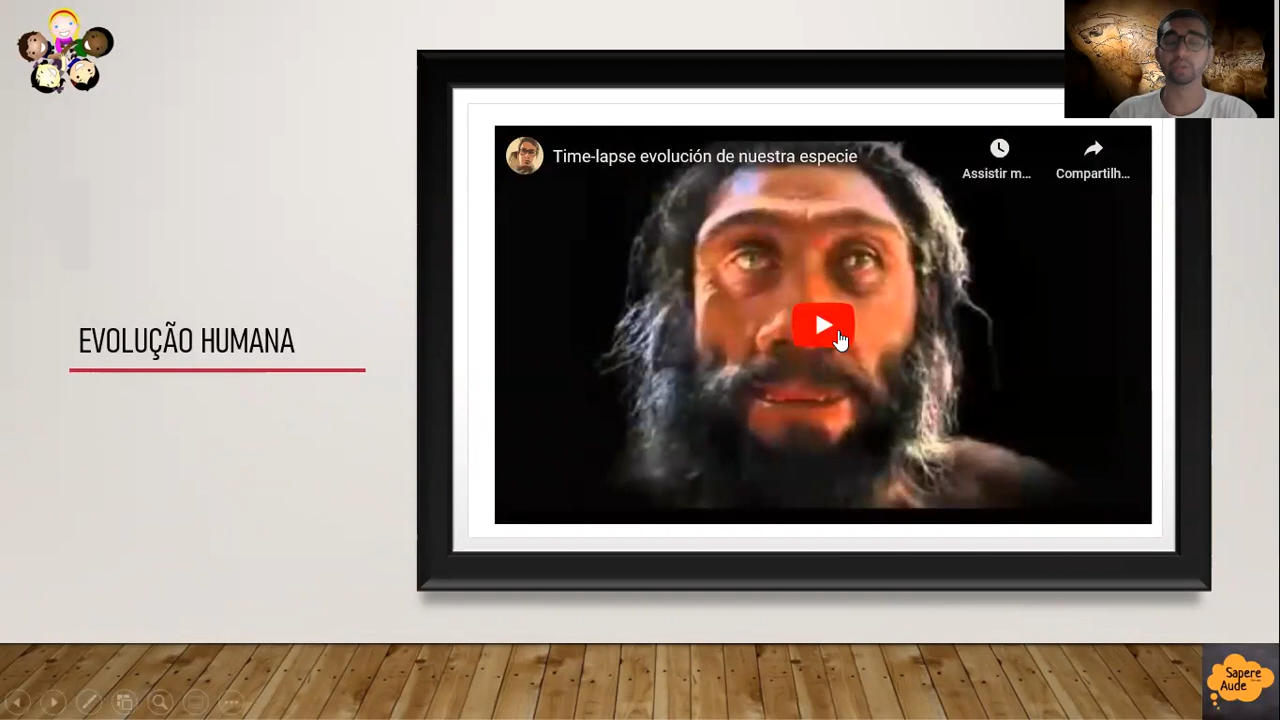 Time-lapse evolución de nuestra especie
Assistir m...
Compartilh...
EVOLUÇÃO HUMANA
Sapere
Aude